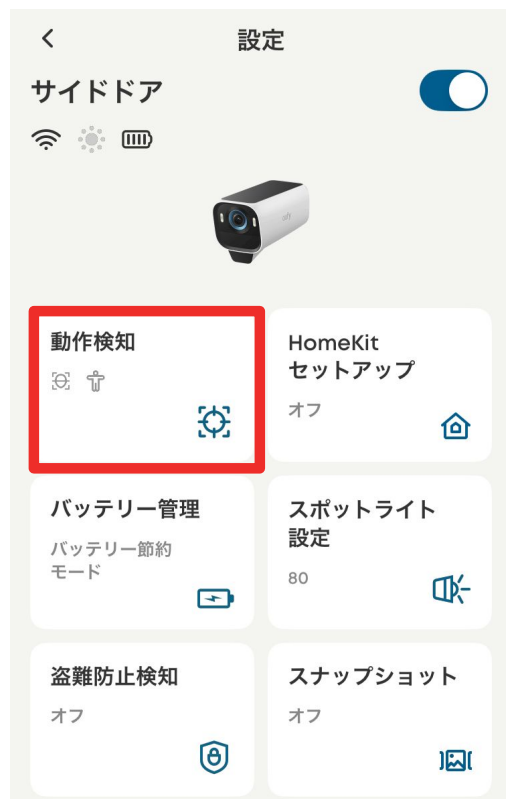 設定
サイドドア
eufy
動作検知
HomeKit
セットアップ
オフ
バッテリー管理
バッテリー節約
モード
スポットライト
設定
80
盗難防止検知
オフ
スナップショット
オフ